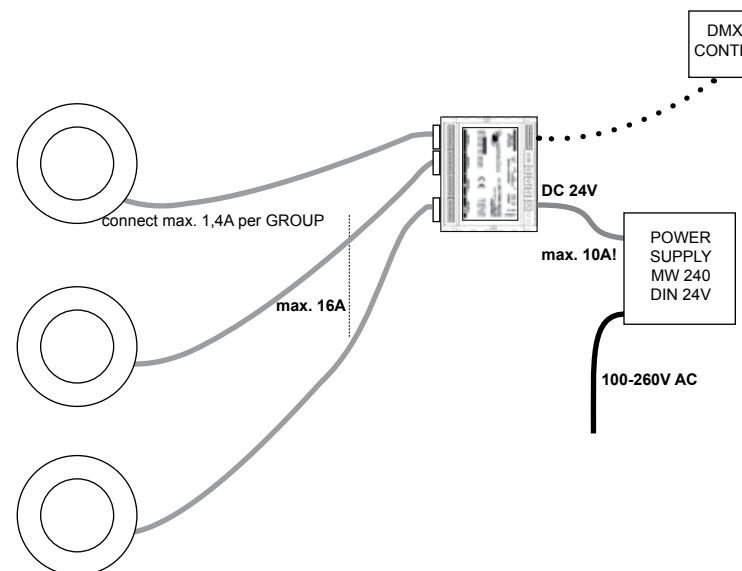 DMX
connect max. 1,4A per GROUP
DC 24V
max. 10A!
POWER
SUPPLY
MW 240
DIN 24V
max. 16A
100-260V AC